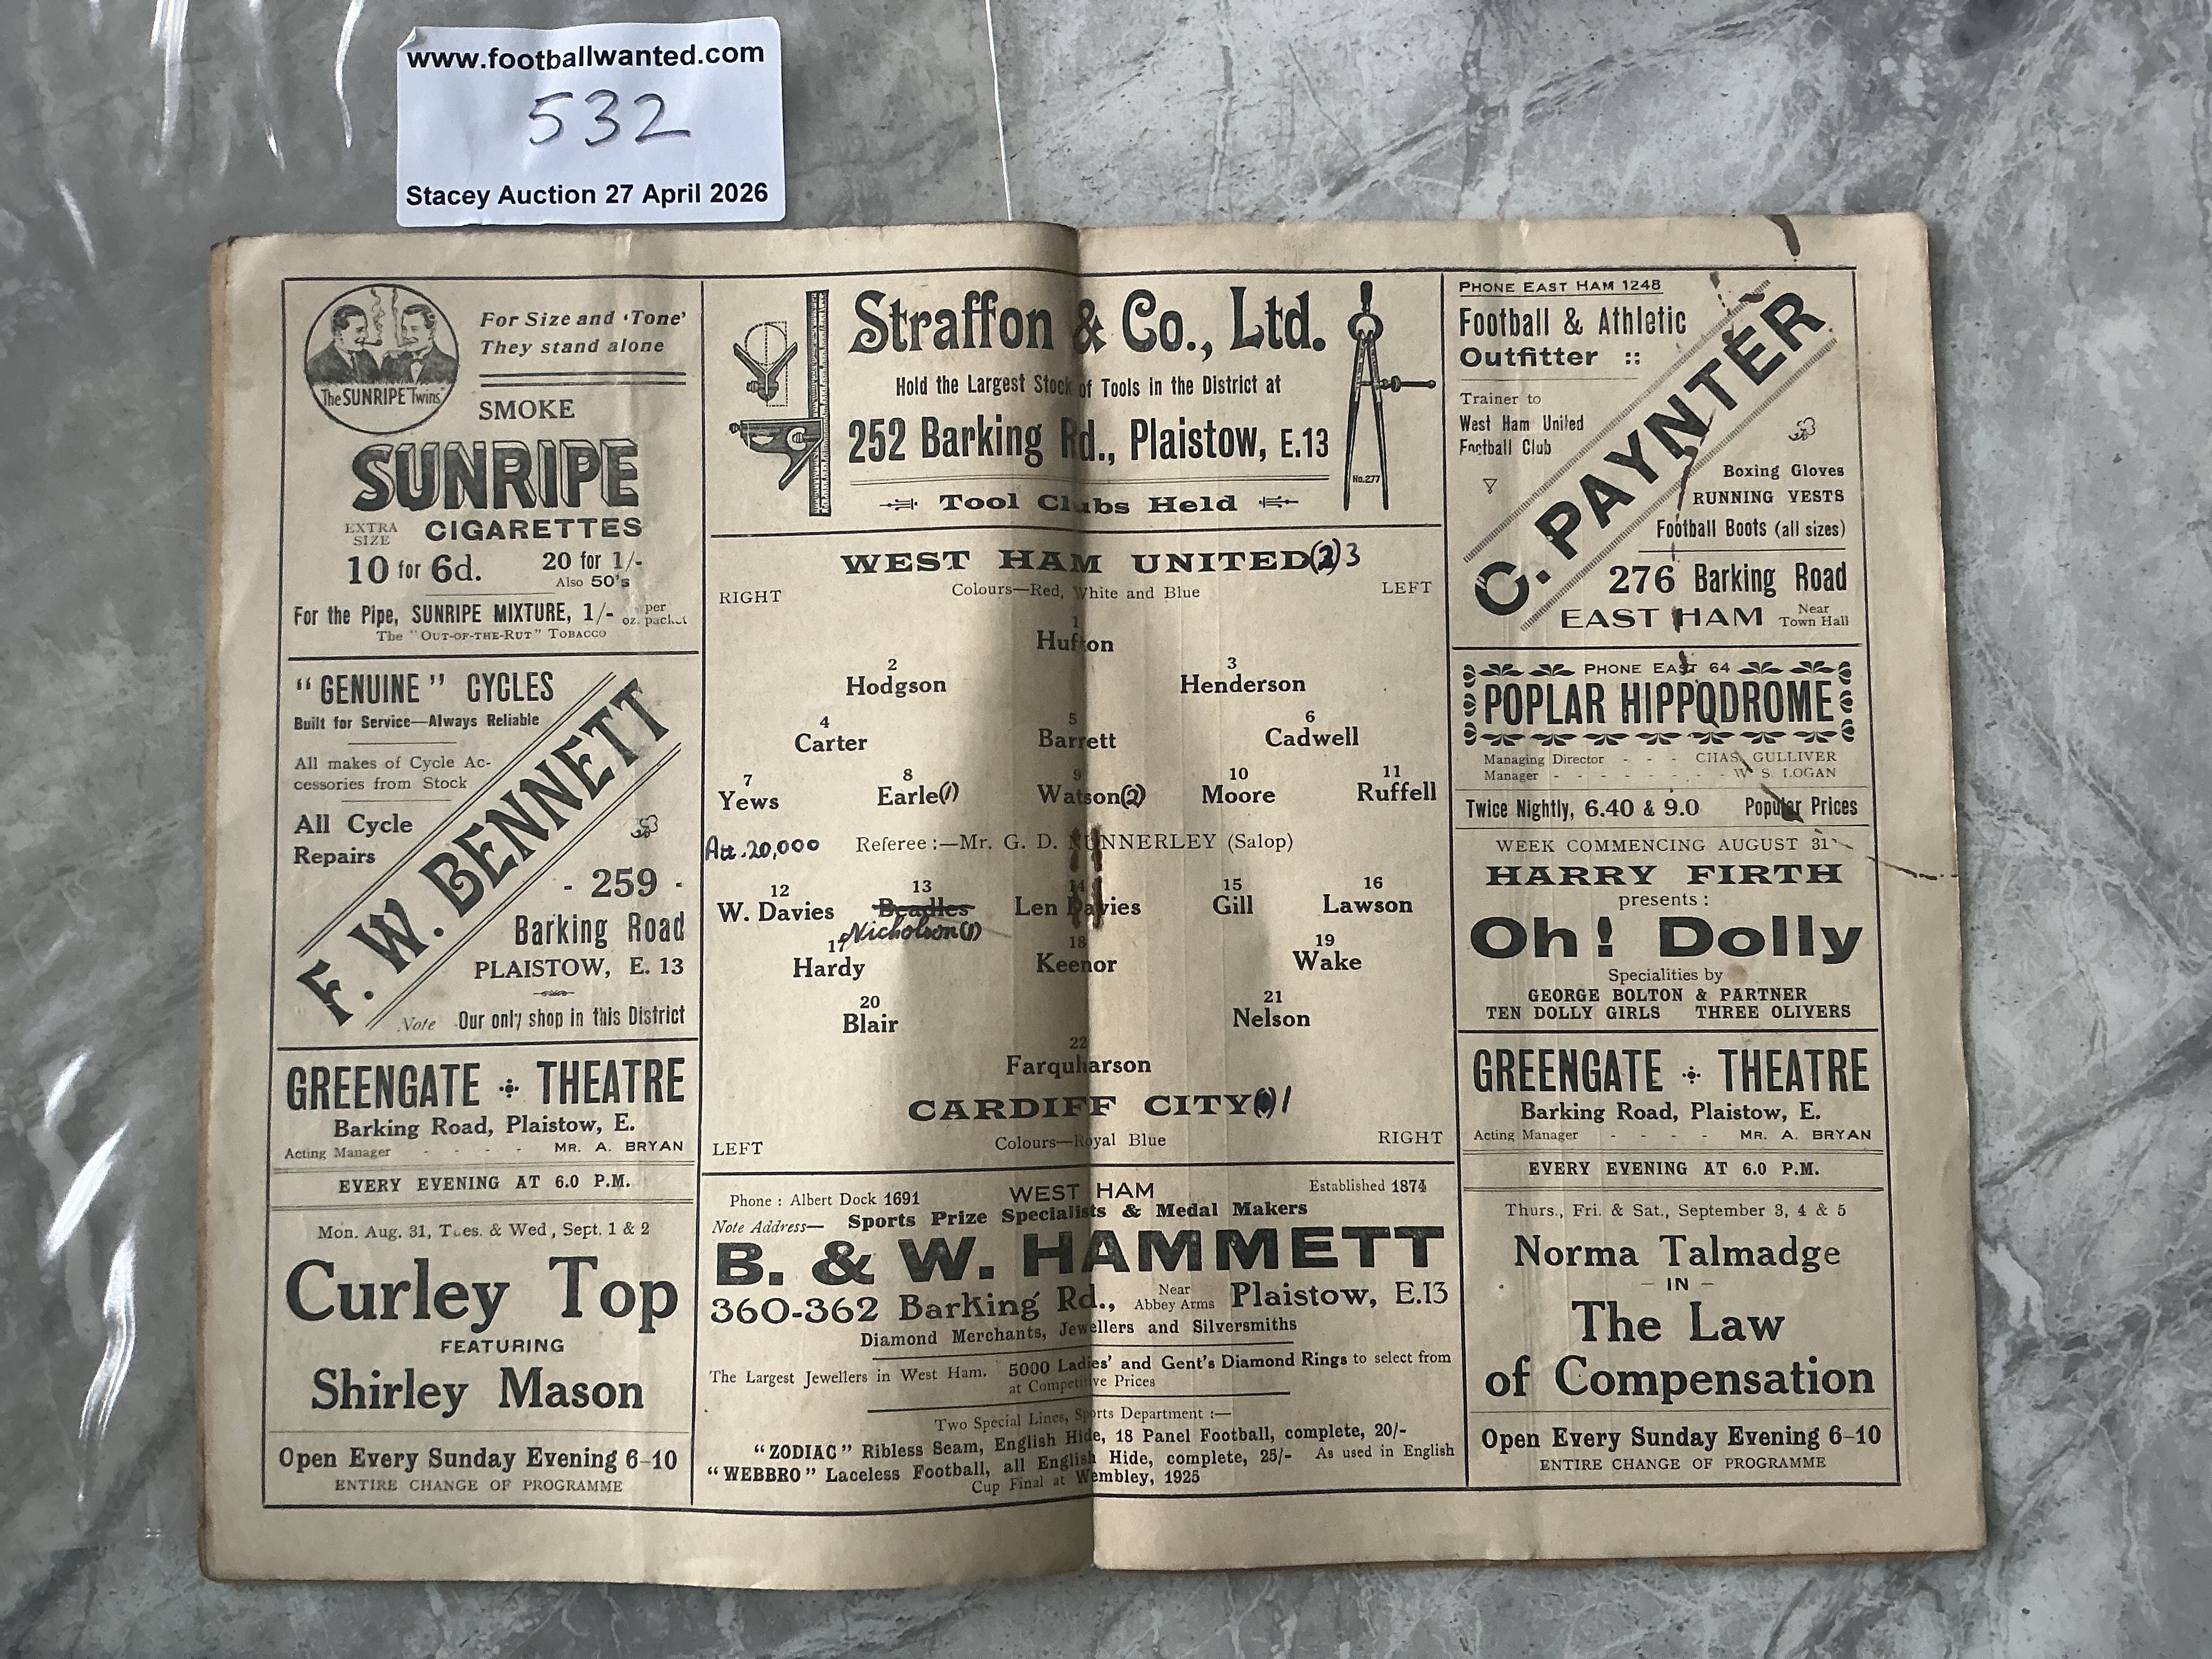 www.footballwanted.com
532
Stacey Auction 27 April 2026
The SUNRIPE Twins
For Size and 'Tone'
They stand alone
SMOKE
SUNRIPE
EXTRA SIZE CIGARETTES
10 for 6d. 20 for 1/-
Also 50's
For the Pipe, SUNRIPE MIXTURE, 1/- per oz. packet
The "OUT-OF-THE-RUT" TOBACCO
"GENUINE" CYCLES
Built for Service—Always Reliable
All makes of Cycle Ac-
cessories from Stock
All Cycle
Repairs
F. W. BENNETT
- 259 -
Barking Road
PLAISTOW, E. 13
Note Our only shop in this District
GREENGATE THEATRE
Barking Road, Plaistow, E.
Acting Manager - - - - MR. A. BRYAN
EVERY EVENING AT 6.0 P.M.
Mon. Aug. 31, Tues. & Wed, Sept. 1 & 2
Curley Top
FEATURING
Shirley Mason
Open Every Sunday Evening 6-10
ENTIRE CHANGE OF PROGRAMME
Straffon & Co., Ltd.
Hold the Largest Stock of Tools in the District at
252 Barking Rd., Plaistow, E.13
Tool Clubs Held
No.277
WEST HAM UNITED (2) 3
Colours—Red, White and Blue
RIGHT LEFT
1
Hufton
2 3
Hodgson Henderson
4 5 6
Carter Barrett Cadwell
7 8 9 10 11
Yews Earle (1) Watson (2) Moore Ruffell
Att. 20,000 Referee:—Mr. G. D. NUNNERLEY (Salop)
12 13 14 15 16
W. Davies Beadles Len Davies Gill Lawson
Nicholson (1)
17 18 19
Hardy Keenor Wake
20 21
Blair Nelson
22
Farquharson
CARDIFF CITY 1
Colours—Royal Blue
LEFT RIGHT
Phone : Albert Dock 1691 WEST HAM Established 1874
Note Address— Sports Prize Specialists & Medal Makers
B. & W. HAMMETT
360-362 Barking Rd., Near Abbey Arms Plaistow, E.13
Diamond Merchants, Jewellers and Silversmiths
The Largest Jewellers in West Ham. 5000 Ladies' and Gent's Diamond Rings to select from
at Competitive Prices
Two Special Lines, Sports Department :—
"ZODIAC" Ribless Seam, English Hide, 18 Panel Football, complete, 20/-
"WEBBRO" Laceless Football, all English Hide, complete, 25/- As used in English
Cup Final at Wembley, 1925
PHONE EAST HAM 1248
Football & Athletic
Outfitter ::
Trainer to
West Ham United
Football Club
C. PAYNTER
Boxing Gloves
RUNNING VESTS
Football Boots (all sizes)
276 Barking Road
EAST HAM Near Town Hall
PHONE EAST 64
POPLAR HIPPODROME
Managing Director - - - CHAS. GULLIVER
Manager - - - - - - - W. S. LOGAN
Twice Nightly, 6.40 & 9.0 Popular Prices
WEEK COMMENCING AUGUST 31
HARRY FIRTH
presents :
Oh! Dolly
Specialities by
GEORGE BOLTON & PARTNER
TEN DOLLY GIRLS THREE OLIVERS
GREENGATE THEATRE
Barking Road, Plaistow, E.
Acting Manager - - - - MR. A. BRYAN
EVERY EVENING AT 6.0 P.M.
Thurs., Fri. & Sat., September 3, 4 & 5
Norma Talmadge
– IN –
The Law
of Compensation
Open Every Sunday Evening 6-10
ENTIRE CHANGE OF PROGRAMME